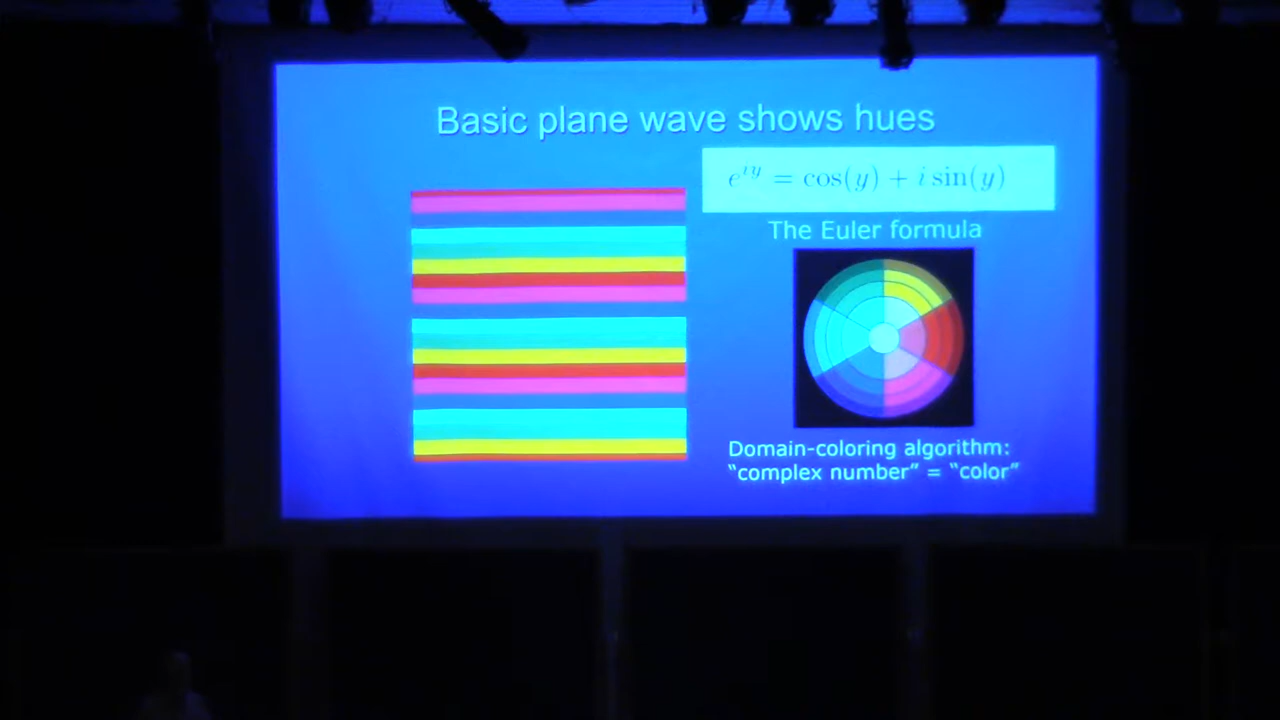 Basic plane wave shows hues
e^{iy} = cos(y) + i sin(y)
The Euler formula
Domain-coloring algorithm:
“complex number” = “color”